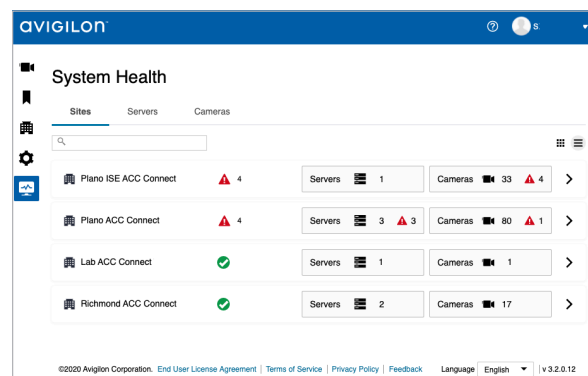 avigilon
S.
System Health
Sites Servers Cameras
Plano ISE ACC Connect 4 Servers 1 Cameras 33 4
Plano ACC Connect 4 Servers 3 3 Cameras 80 1
Lab ACC Connect Servers 1 Cameras 1
Richmond ACC Connect Servers 2 Cameras 17
©2020 Avigilon Corporation. End User License Agreement | Terms of Service | Privacy Policy | Feedback Language English | v 3.2.0.12